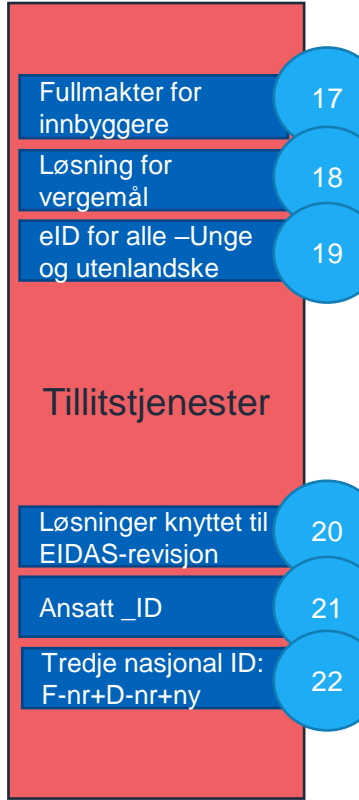 Fullmakter for
innbyggere
17
Løsning for
vergemål
18
eID for alle –Unge
og utenlandske
19
Tillitstjenester
Løsninger knyttet til
EIDAS-revisjon
20
Ansatt _ID
21
Tredje nasjonal ID:
F-nr+D-nr+ny
22